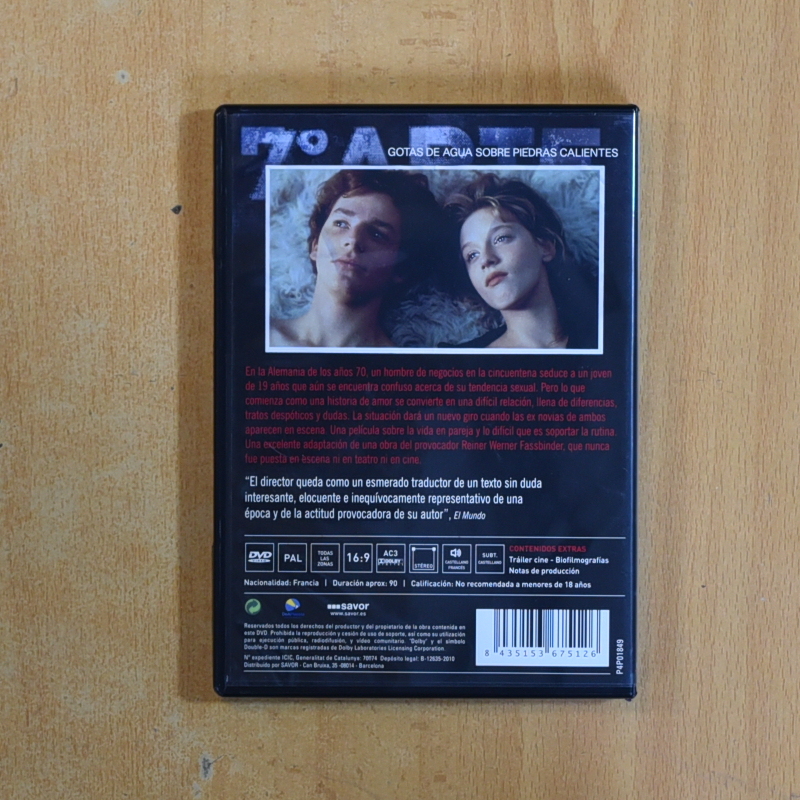 7º ARTE
GOTAS DE AGUA SOBRE PIEDRAS CALIENTES
En la Alemania de los años 70, un hombre de negocios en la cincuentena seduce a un joven
de 19 años que aún se encuentra confuso acerca de su tendencia sexual. Pero lo que
comienza como una historia de amor se convierte en una difícil relación, llena de diferencias,
tratos despóticos y dudas. La situación dará un nuevo giro cuando las ex novias de ambos
aparecen en escena. Una película sobre la vida en pareja y lo difícil que es soportar la rutina.
Una excelente adaptación de una obra del provocador Reiner Werner Fassbinder, que nunca
fue puesta en escena ni en teatro ni en cine.
“El director queda como un esmerado traductor de un texto sin duda
interesante, elocuente e inequívocamente representativo de una
época y de la actitud provocadora de su autor”, El Mundo
DVD PAL TODAS LAS ZONAS 16:9 AC3 DOLBY STÉREO CASTELLANO FRANCÉS SUBT. CASTELLANO
CONTENIDOS EXTRAS
Tráiler cine - Biofilmografías
Notas de producción
Nacionalidad: Francia | Duración aprox: 90 | Calificación: No recomendada a menores de 18 años
savor
www.savor.es
Reservados todos los derechos del productor y del propietario de la obra contenida en
este DVD. Prohibida la reproducción y cesión de uso de soporte, así como su utilización
para ejecución pública, radiodifusión, y vídeo comunitario. "Dolby" y el símbolo
Double-D son marcas registradas de Dolby Laboratories Licensing Corporation.
Nº expediente ICIC, Generalitat de Catalunya: 70174 Depósito legal: B-12635-2010
Distribuido por SAVOR - Can Bruixa, 35 -08014 - Barcelona
8 435153 675126
P4P01849